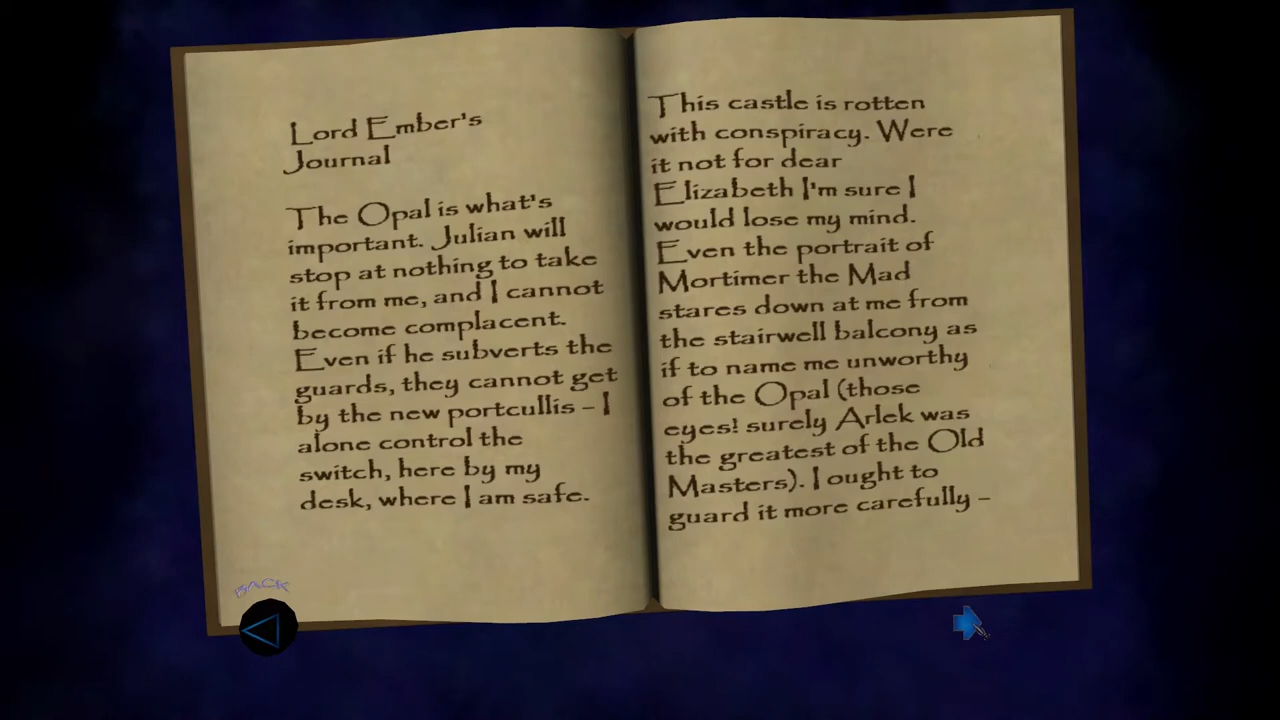 Lord Ember's
Journal
The Opal is what's
important. Julian will
stop at nothing to take
it from me, and I cannot
become complacent.
Even if he subverts the
guards, they cannot get
by the new portcullis - I
alone control the
switch, here by my
desk, where I am safe.
This castle is rotten
with conspiracy. Were
it not for dear
Elizabeth I'm sure I
would lose my mind.
Even the portrait of
Mortimer the Mad
stares down at me from
the stairwell balcony as
if to name me unworthy
of the Opal (those
eyes! surely Arlek was
the greatest of the Old
Masters). I ought to
guard it more carefully -
BACK